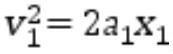 v₁² = 2a₁x₁